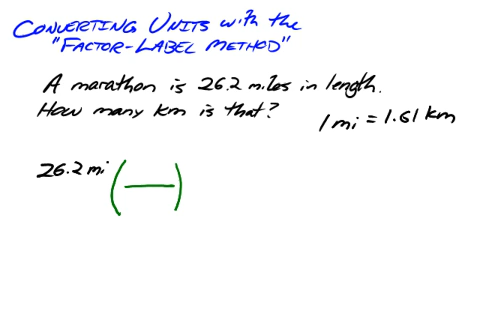 CONVERTING UNITS with the
"FACTOR-LABEL METHOD"
A marathon is 26.2 miles in length.
How many km is that?
1 mi = 1.61 km
26.2 mi (—)